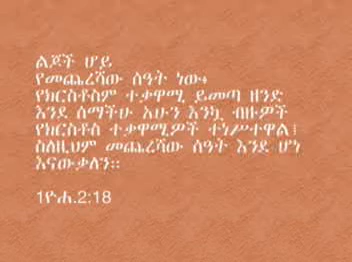 ልጆች ሆይ
የመጨረሻው ሰዓት ነው፥
የክርስቶስም ተቃዋሚ ይመጣ ዘንድ
እንደ ሰማችሁ አሁን እንኳ ብዙዎች
የክርስቶስ ተቃዋሚዎች ተነሥተዋል፤
ስለዚህም መጨረሻው ሰዓት እንደ ሆነ
እናውቃለን።
1ዮሐ.2:18